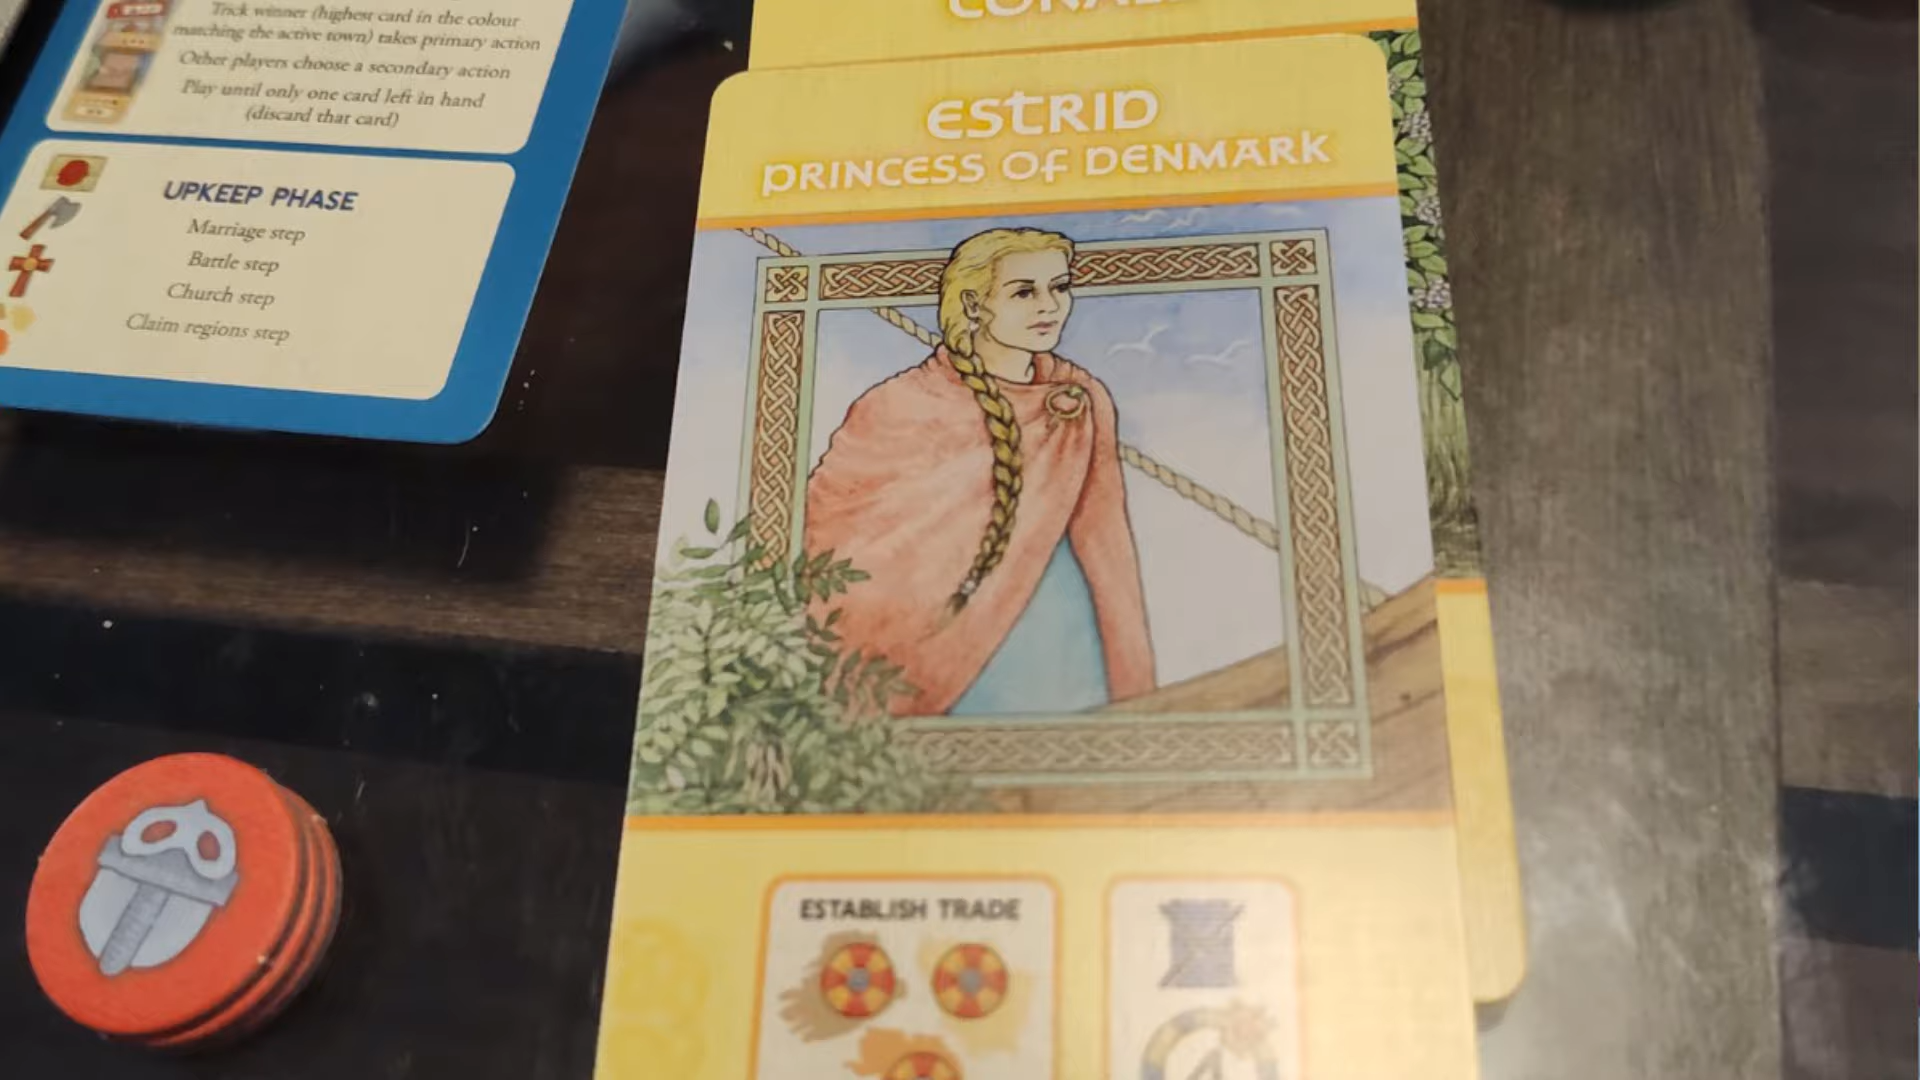 Trick winner (highest card in the colour
matching the active town) takes primary action
Other players choose a secondary action
Play until only one card left in hand
(discard that card)
UPKEEP PHASE
Marriage step
Battle step
Church step
Claim regions step
ESTRID
PRINCESS OF DENMARK
ESTABLISH TRADE
4